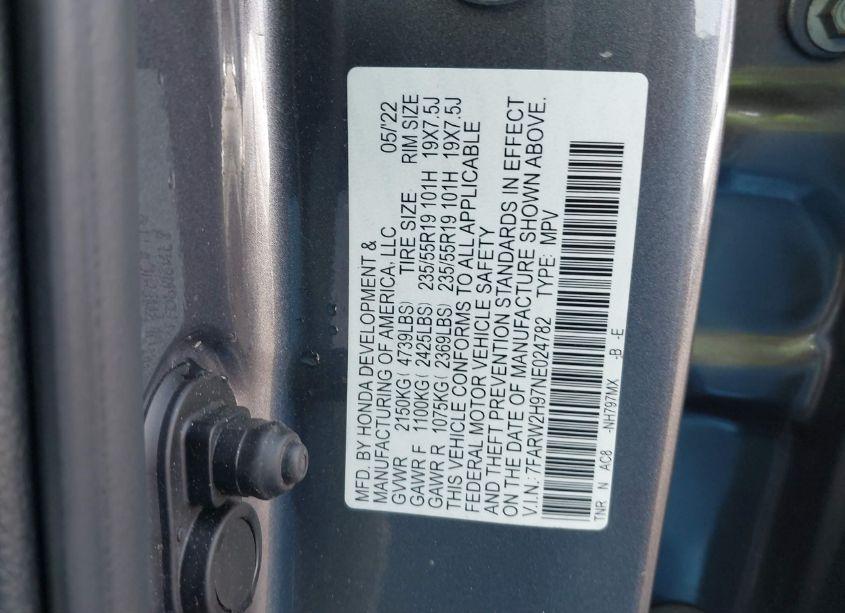 MFD. BY HONDA DEVELOPMENT &
MANUFACTURING OF AMERICA, LLC 05/'22
GVWR 2150KG( 4739LBS) TIRE SIZE RIM SIZE
GAWR F 1100KG( 2425LBS) 235/55R19 101H 19X7.5J
GAWR R 1075KG( 2369LBS) 235/55R19 101H 19X7.5J
THIS VEHICLE CONFORMS TO ALL APPLICABLE
FEDERAL MOTOR VEHICLE SAFETY
AND THEFT PREVENTION STANDARDS IN EFFECT
ON THE DATE OF MANUFACTURE SHOWN ABOVE.
V.I.N.: 7FARW2H97NE024782 TYPE: MPV
TNR N AC8 -NH797MX -B -E